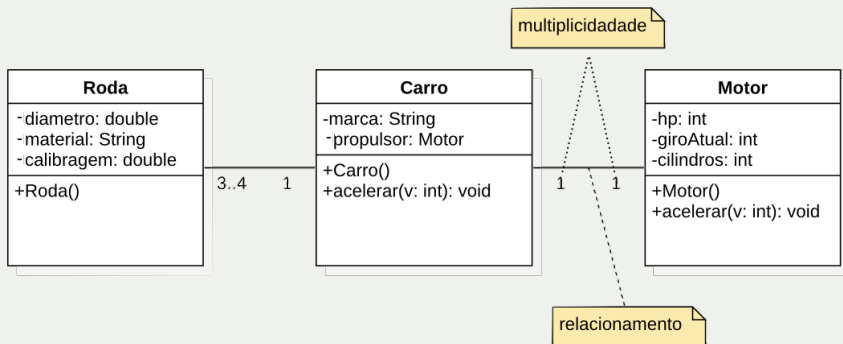 multiplicidadade
Roda
-diametro: double
-material: String
-calibragem: double
+Roda()
3..4
1
Carro
-marca: String
-propulsor: Motor
+Carro()
+acelerar(v: int): void
1
1
Motor
-hp: int
-giroAtual: int
-cilindros: int
+Motor()
+acelerar(v: int): void
relacionamento